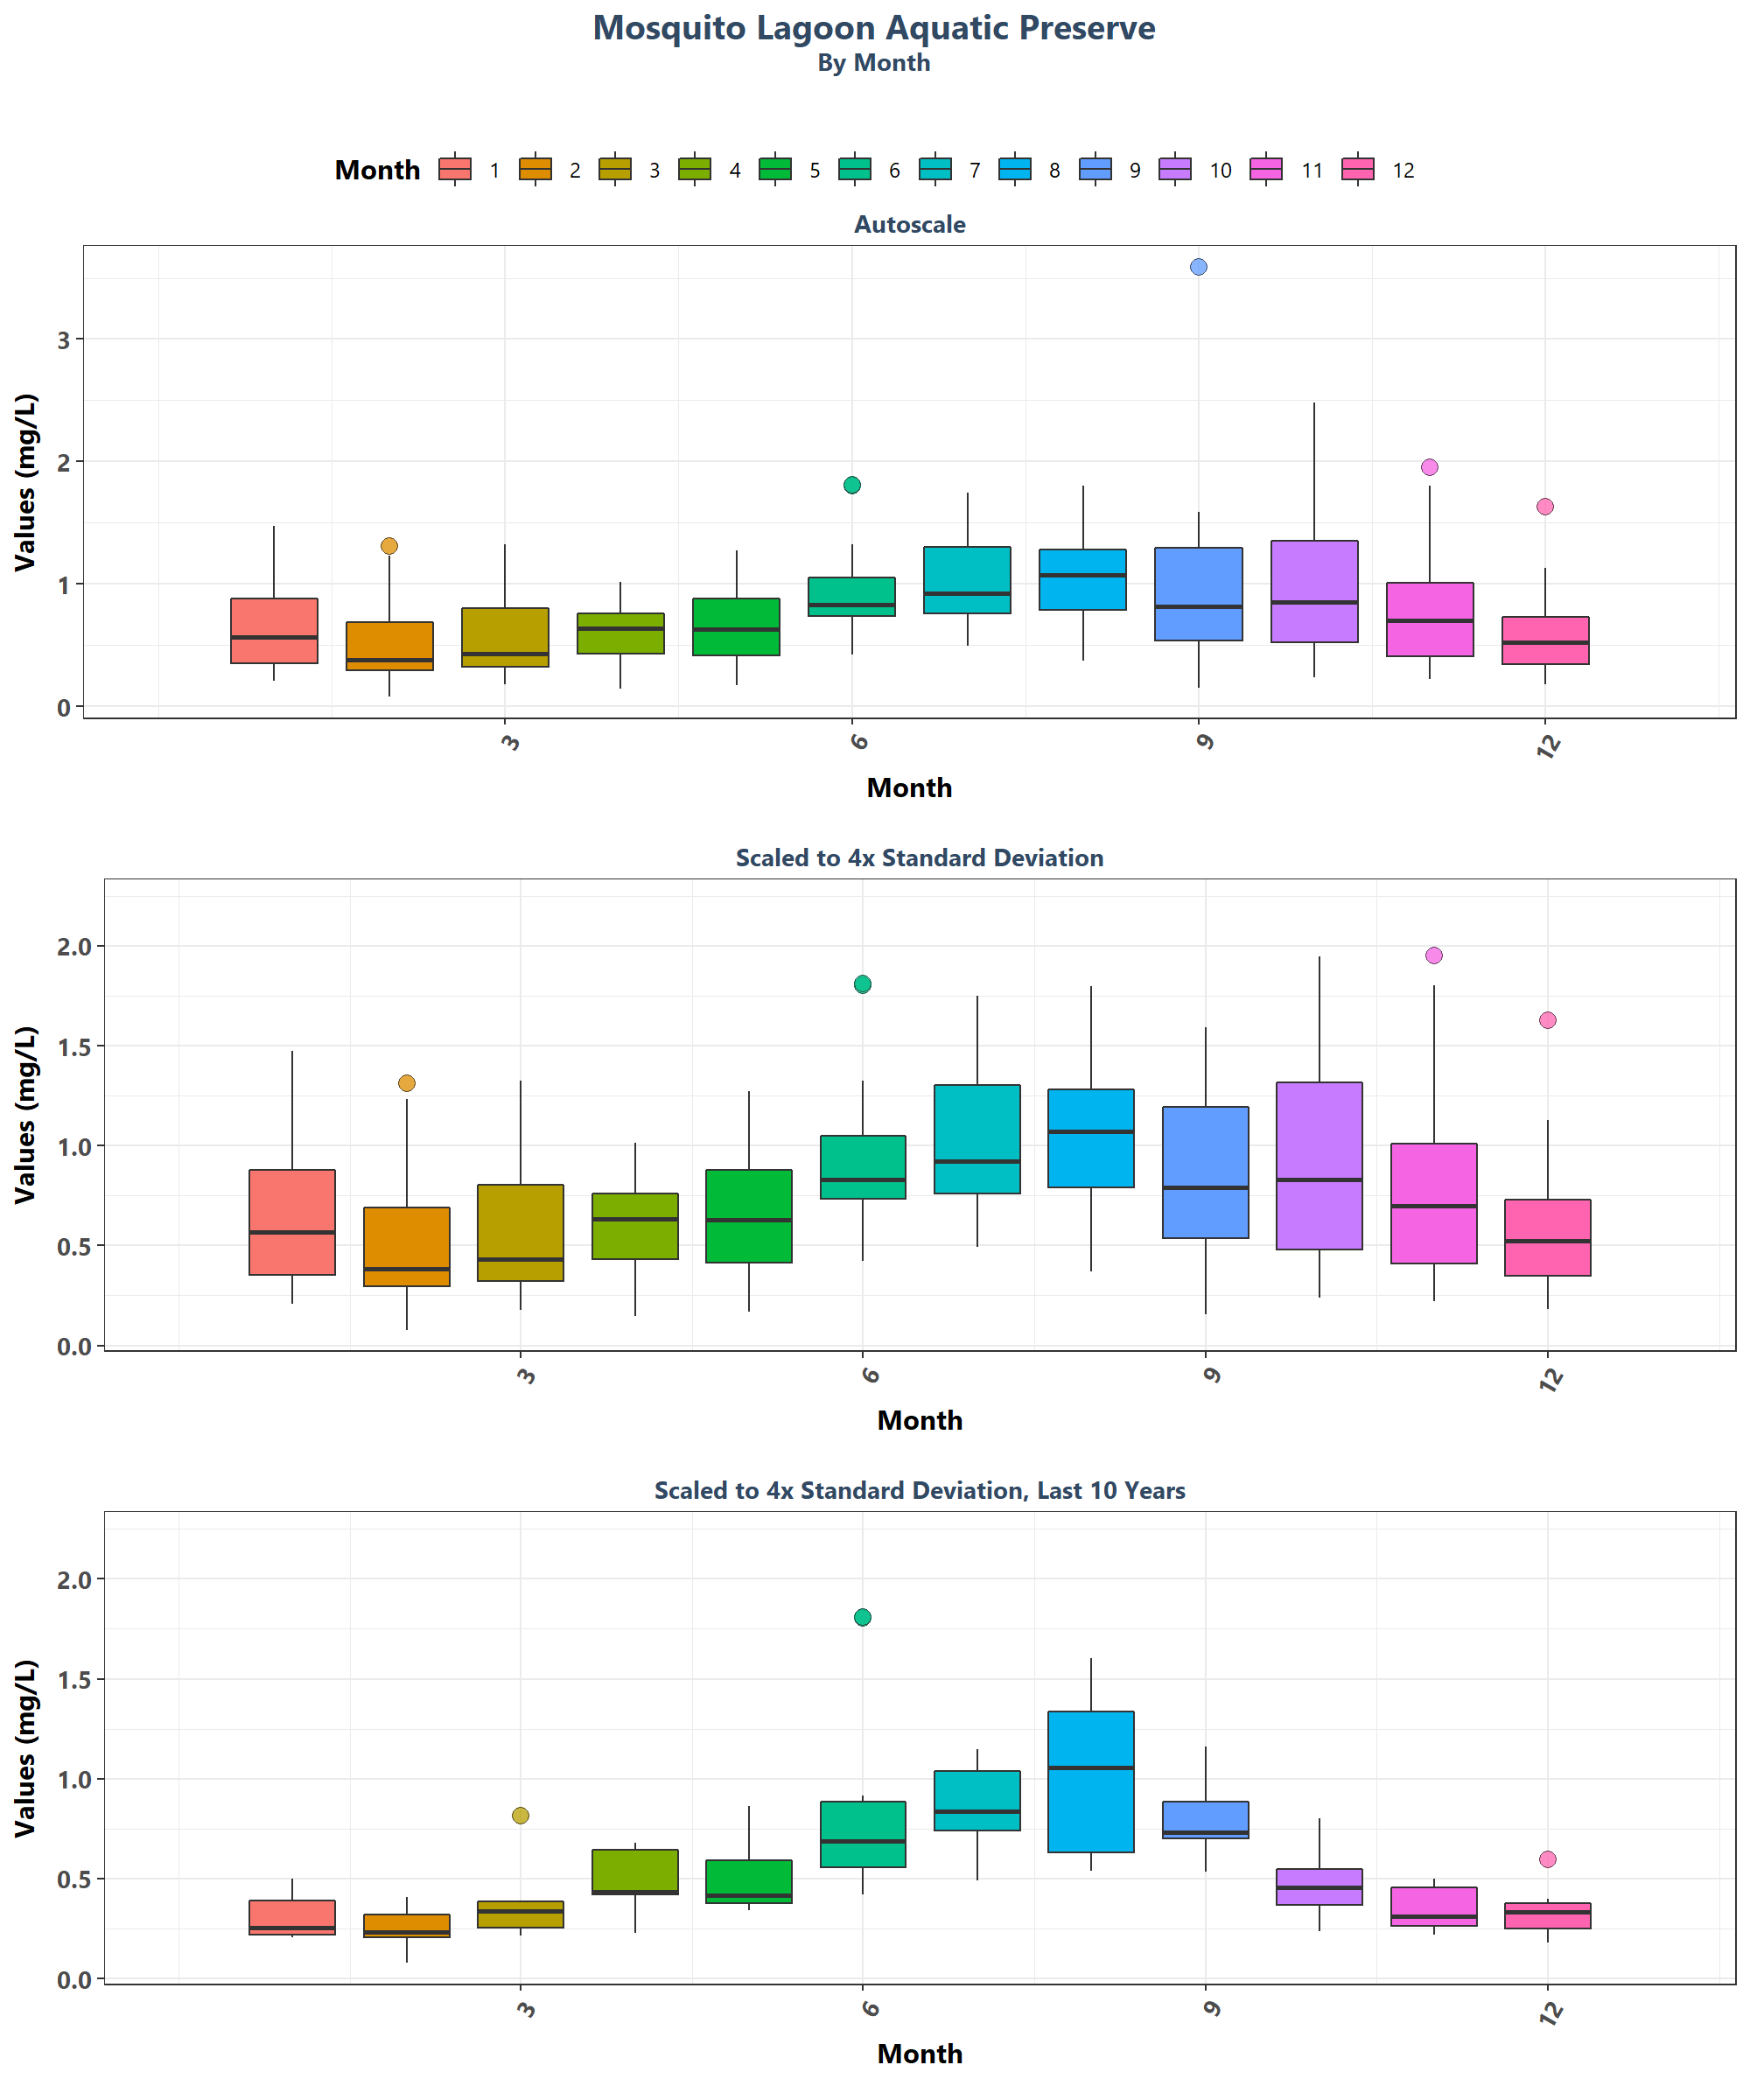 Mosquito Lagoon Aquatic Preserve
By Month
Month 1 2 3 4 5 6 7 8 9 10 11 12
Autoscale
Values (mg/L)
3
2
1
0
3 6 9 12
Month
Scaled to 4x Standard Deviation
Values (mg/L)
2.0
1.5
1.0
0.5
0.0
3 6 9 12
Month
Scaled to 4x Standard Deviation, Last 10 Years
Values (mg/L)
2.0
1.5
1.0
0.5
0.0
3 6 9 12
Month